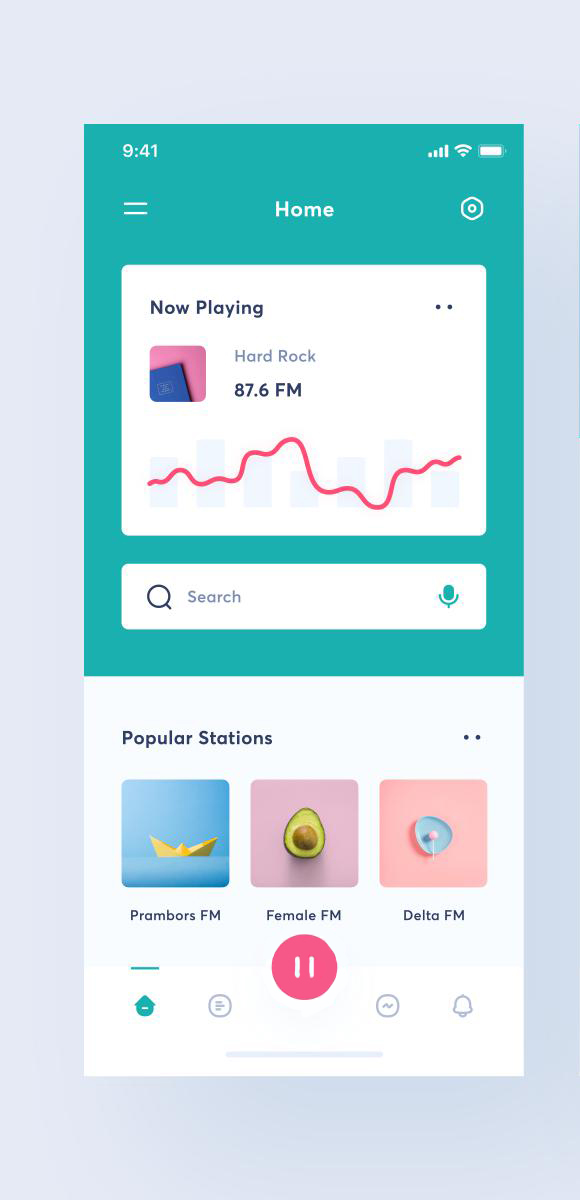 9:41
Home
Now Playing
Hard Rock
87.6 FM
Search
Popular Stations
Prambors FM
Female FM
Delta FM